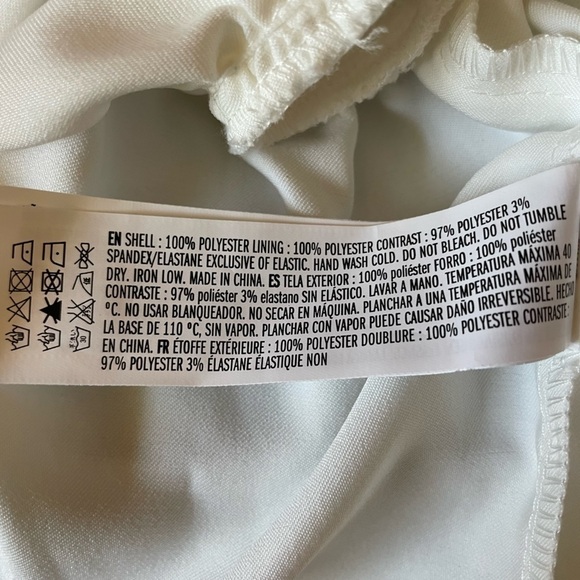 EN SHELL : 100% POLYESTER LINING : 100% POLYESTER CONTRAST : 97% POLYESTER 3%
SPANDEX/ELASTANE EXCLUSIVE OF ELASTIC. HAND WASH COLD. DO NOT BLEACH. DO NOT TUMBLE
DRY. IRON LOW. MADE IN CHINA. ES TELA EXTERIOR : 100% poliéster Forro : 100% poliéster
CONTRASTE : 97% poliéster 3% elastano SIN ELÁSTICO. LAVAR A MANO. TEMPERATURA MÁXIMA 40
ºC. NO USAR BLANQUEADOR. NO SECAR EN MÁQUINA. PLANCHAR A UNA TEMPERATURA MÁXIMA DE
LA BASE DE 110 ºC, SIN VAPOR. PLANCHAR CON VAPOR PUEDE CAUSAR DAÑO IRREVERSIBLE. HECHO
EN CHINA. FR ÉTOFFE EXTÉRIEURE : 100% POLYESTER DOUBLURE : 100% POLYESTER CONTRASTE :
97% POLYESTER 3% ÉLASTANE ÉLASTIQUE NON